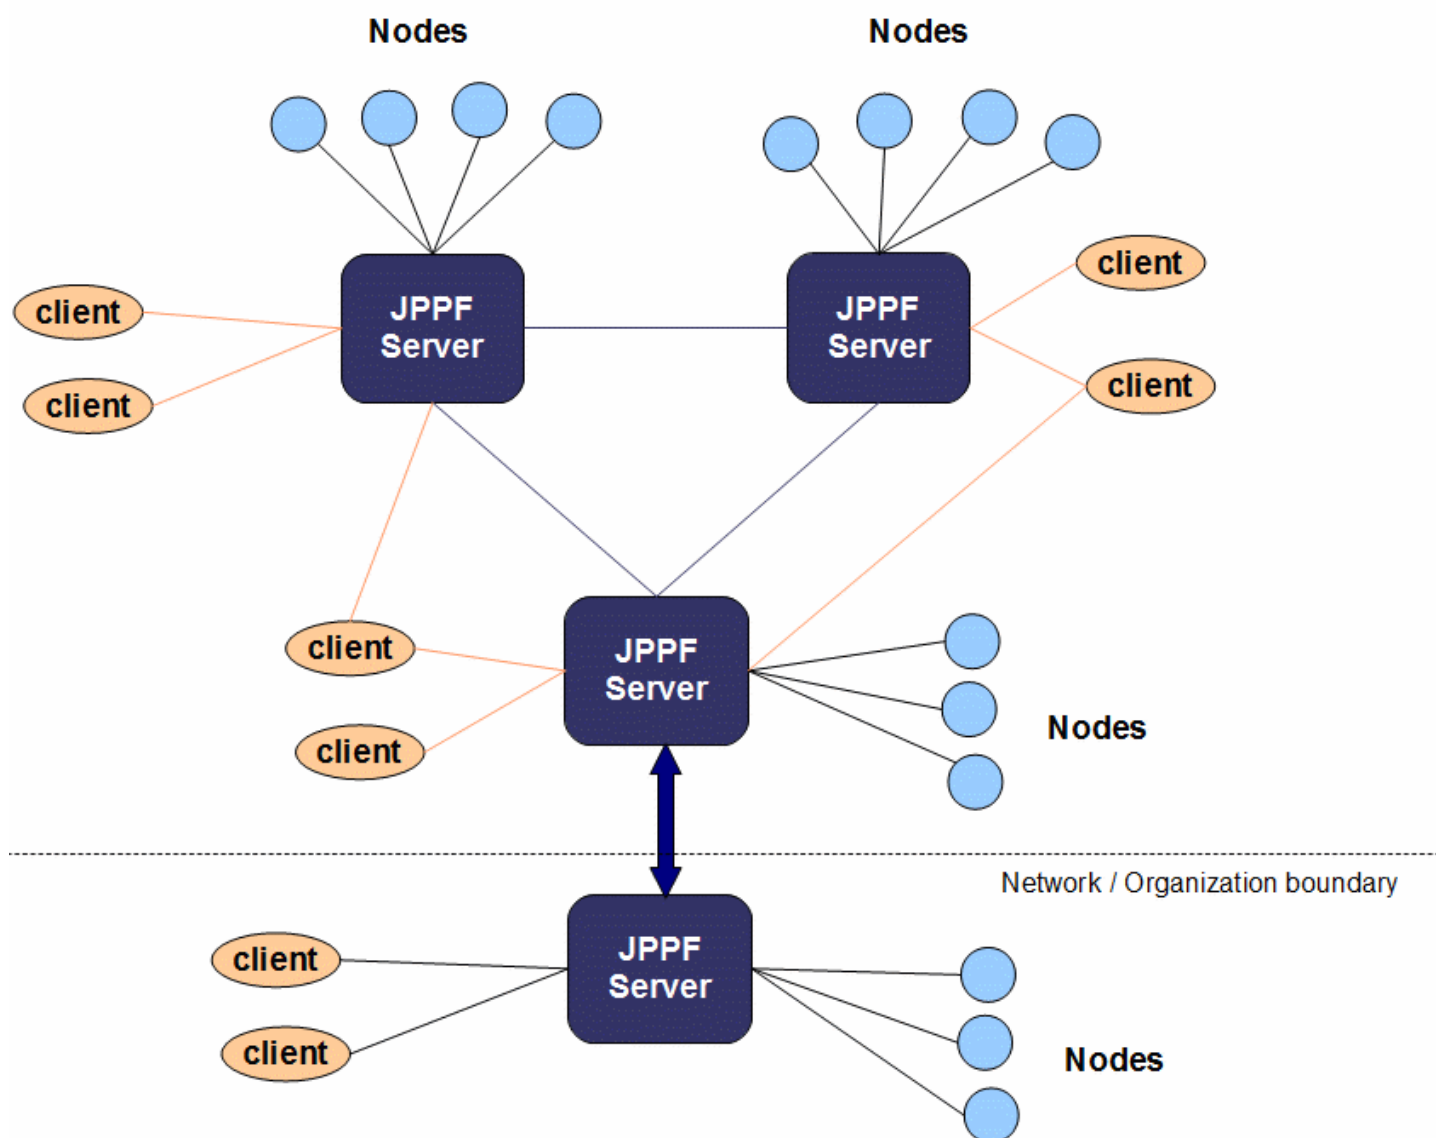 Nodes
Nodes
client
JPPF
Server
JPPF
Server
client
client
client
client
JPPF
Server
client
Nodes
Network / Organization boundary
client
JPPF
Server
client
Nodes